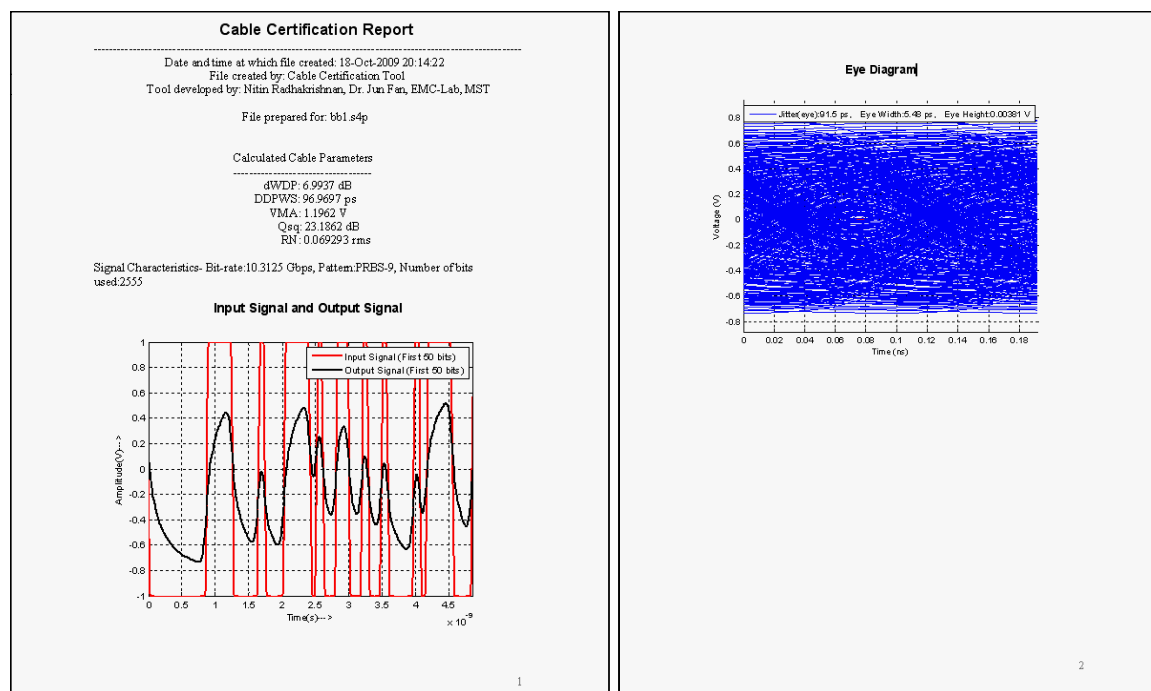 Cable Certification Report
--------------------------------------------------------------------------------
Date and time at which file created: 18-Oct-2009 20:14:22
File created by: Cable Certification Tool
Tool developed by: Nitin Radhakrishnan, Dr. Jun Fan, EMC-Lab, MST
File prepared for: bb1.s4p
Calculated Cable Parameters
------------------------------
dWDP: 6.9937 dB
DDPWS: 96.9697 ps
VMA: 1.1962 V
Qsq: 23.1862 dB
RN: 0.069293 rms
Signal Characteristics- Bit-rate:10.3125 Gbps, Pattern:PRBS-9, Number of bits
used:2555
Input Signal and Output Signal
Input Signal (First 50 bits)
Output Signal (First 50 bits)
Amplitude(V)--->
1
0.8
0.6
0.4
0.2
0
-0.2
-0.4
-0.6
-0.8
-1
0 0.5 1 1.5 2 2.5 3 3.5 4 4.5
Time(s)--->
x 10^-9
1
Eye Diagram
Jitter(eye):91.5 ps, Eye Width:5.48 ps, Eye Height:0.00381 V
Voltage (V)
0.8
0.6
0.4
0.2
0
-0.2
-0.4
-0.6
-0.8
0 0.02 0.04 0.06 0.08 0.1 0.12 0.14 0.16 0.18
Time (ns)
2